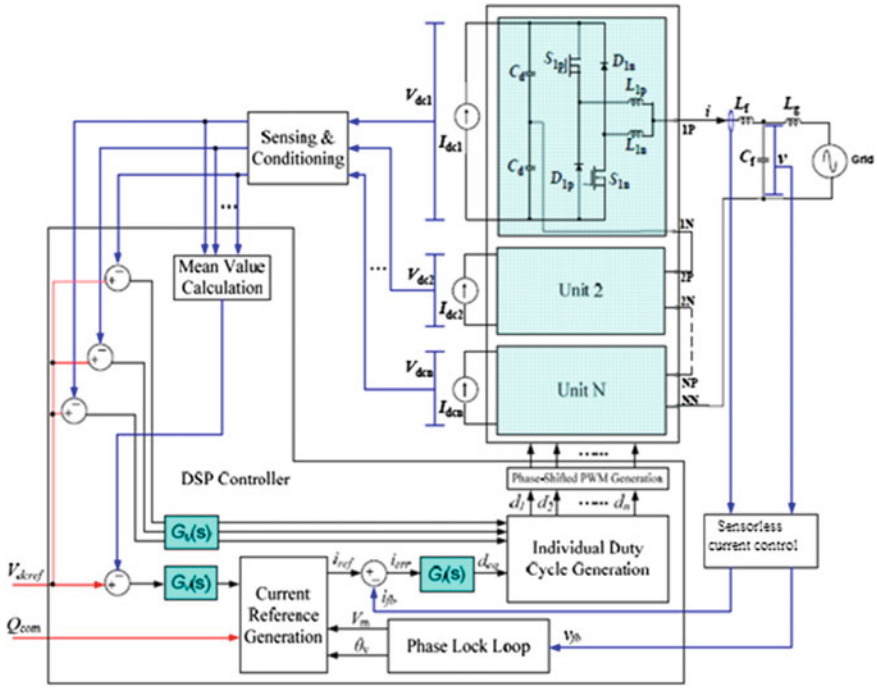 S1p
D1n
Cd
L1p
Vdc1
i
Lf
Lg
Sensing &
Conditioning
Idc1
1P
L1n
Cf
v
Grid
Cd
D1p
S1n
...
1N
Mean Value
Calculation
...
2P
Vdc2
Unit 2
2N
Idc2
Vdcn
Unit N
NP
Idcn
NN
......
DSP Controller
Phase-Shifted PWM Generation
d1 d2 ...... dn
Sensorless
current control
Individual Duty
Cycle Generation
Vdcref
iref
ierr
deq
ifb
Current
Reference
Generation
Qcom
Vm
Phase Lock Loop
vfb
θv